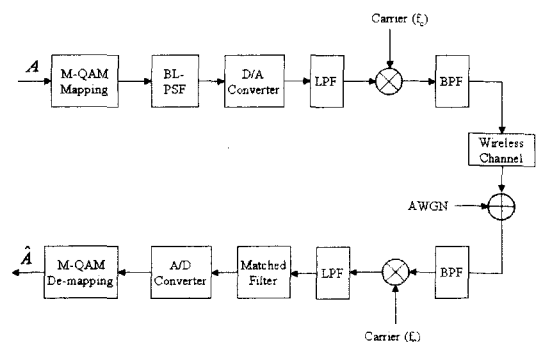 Carrier (fc)
A
M-QAM
Mapping
BL-
PSF
D/A
Converter
LPF
BPF
Wireless
Channel
AWGN
Â
M-QAM
De-mapping
A/D
Converter
Matched
Filter
LPF
BPF
Carrier (fc)